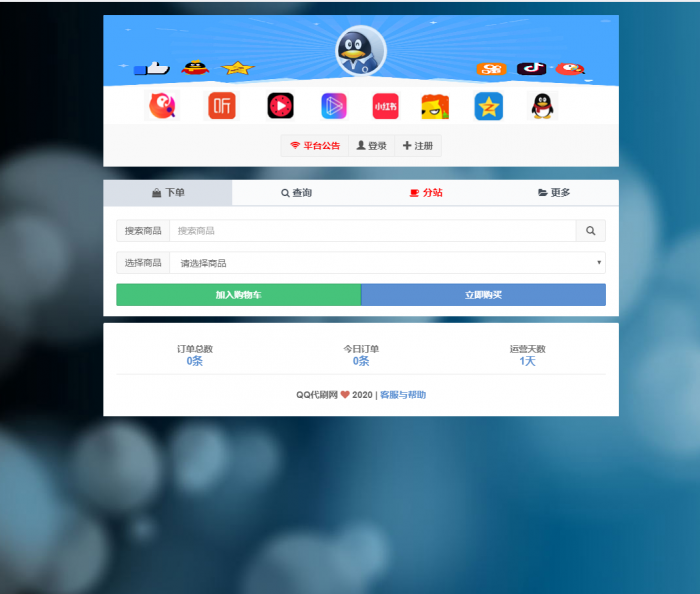 听
小红书
平台公告 登录 注册
下单 查询 分站 更多
搜索商品 搜索商品
选择商品 请选择商品
加入购物车 立即购买
订单总数 今日订单 运营天数
0条 0条 1天
QQ代刷网 ❤ 2020 | 客服与帮助